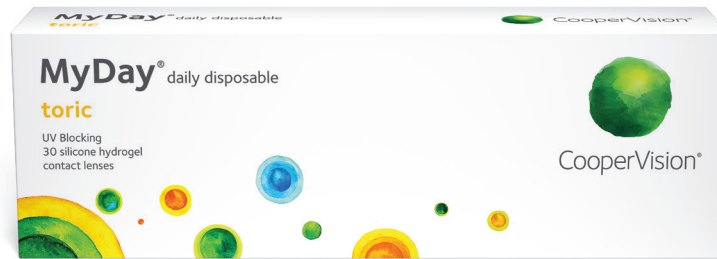 MyDay® daily disposable
toric
CooperVision®
MyDay® daily disposable
toric
UV Blocking
30 silicone hydrogel
contact lenses
CooperVision®